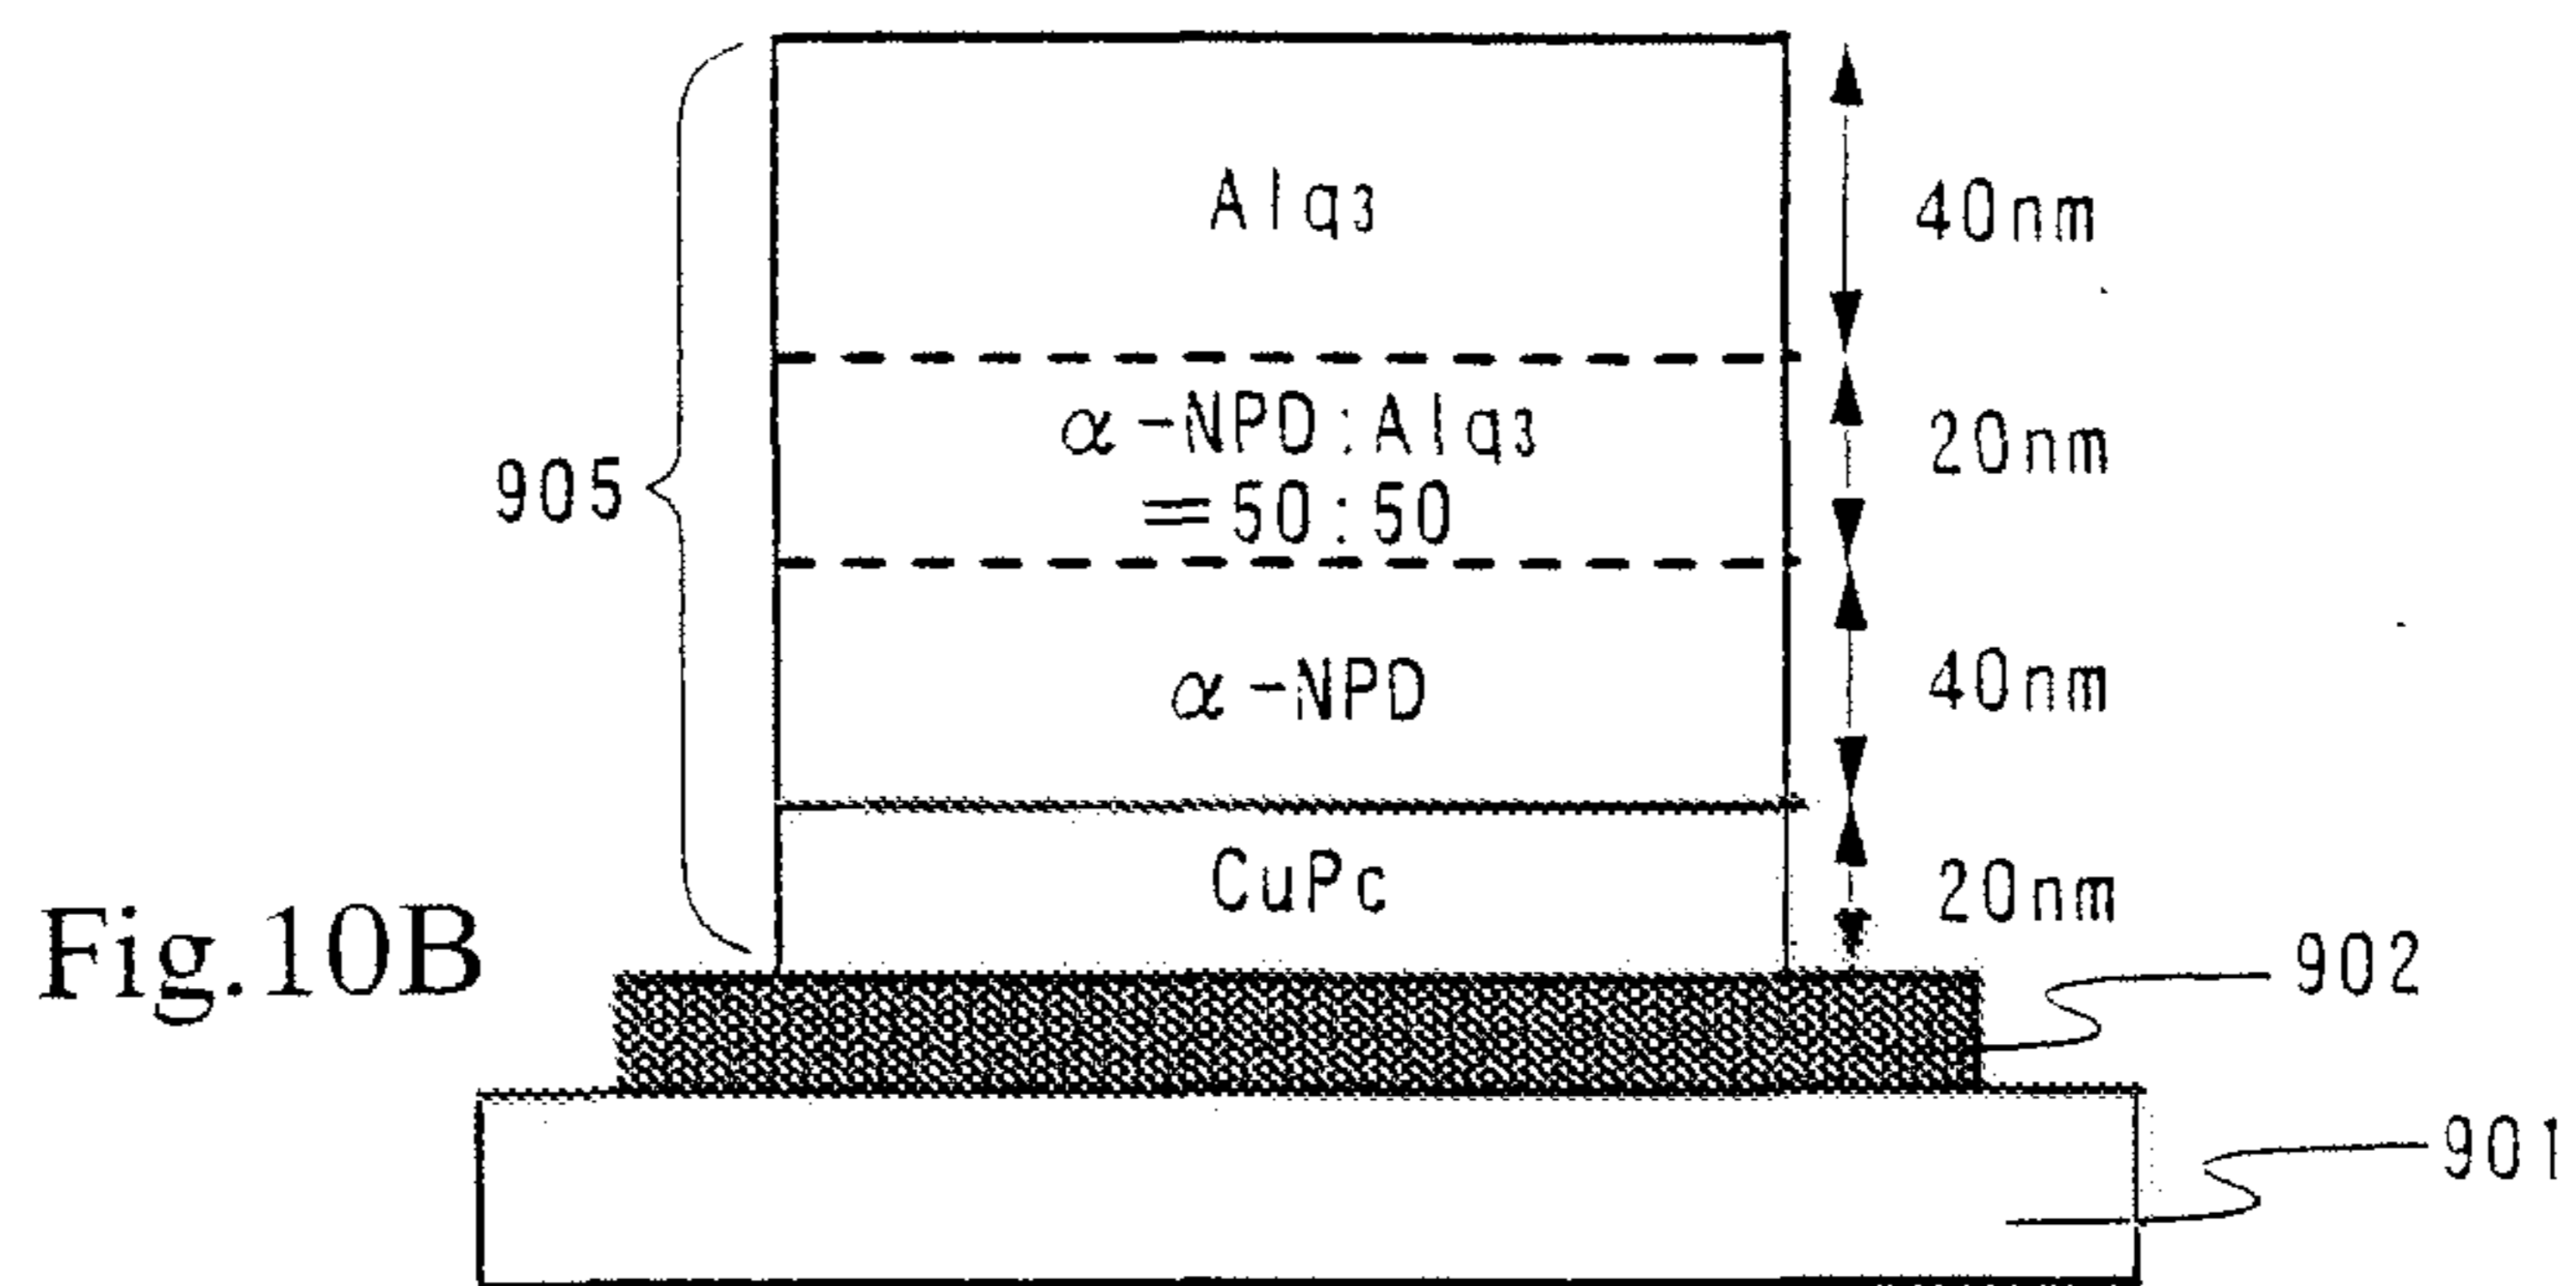 Alq3
40nm
α-NPD:Alq3
=50:50
20nm
905
α-NPD
40nm
CuPc
20nm
Fig.10B
902
901